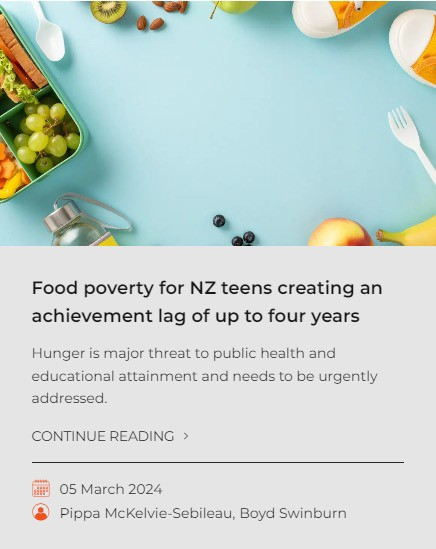 Food poverty for NZ teens creating an
achievement lag of up to four years
Hunger is major threat to public health and
educational attainment and needs to be urgently
addressed.
CONTINUE READING >
05 March 2024
Pippa McKelvie-Sebileau, Boyd Swinburn